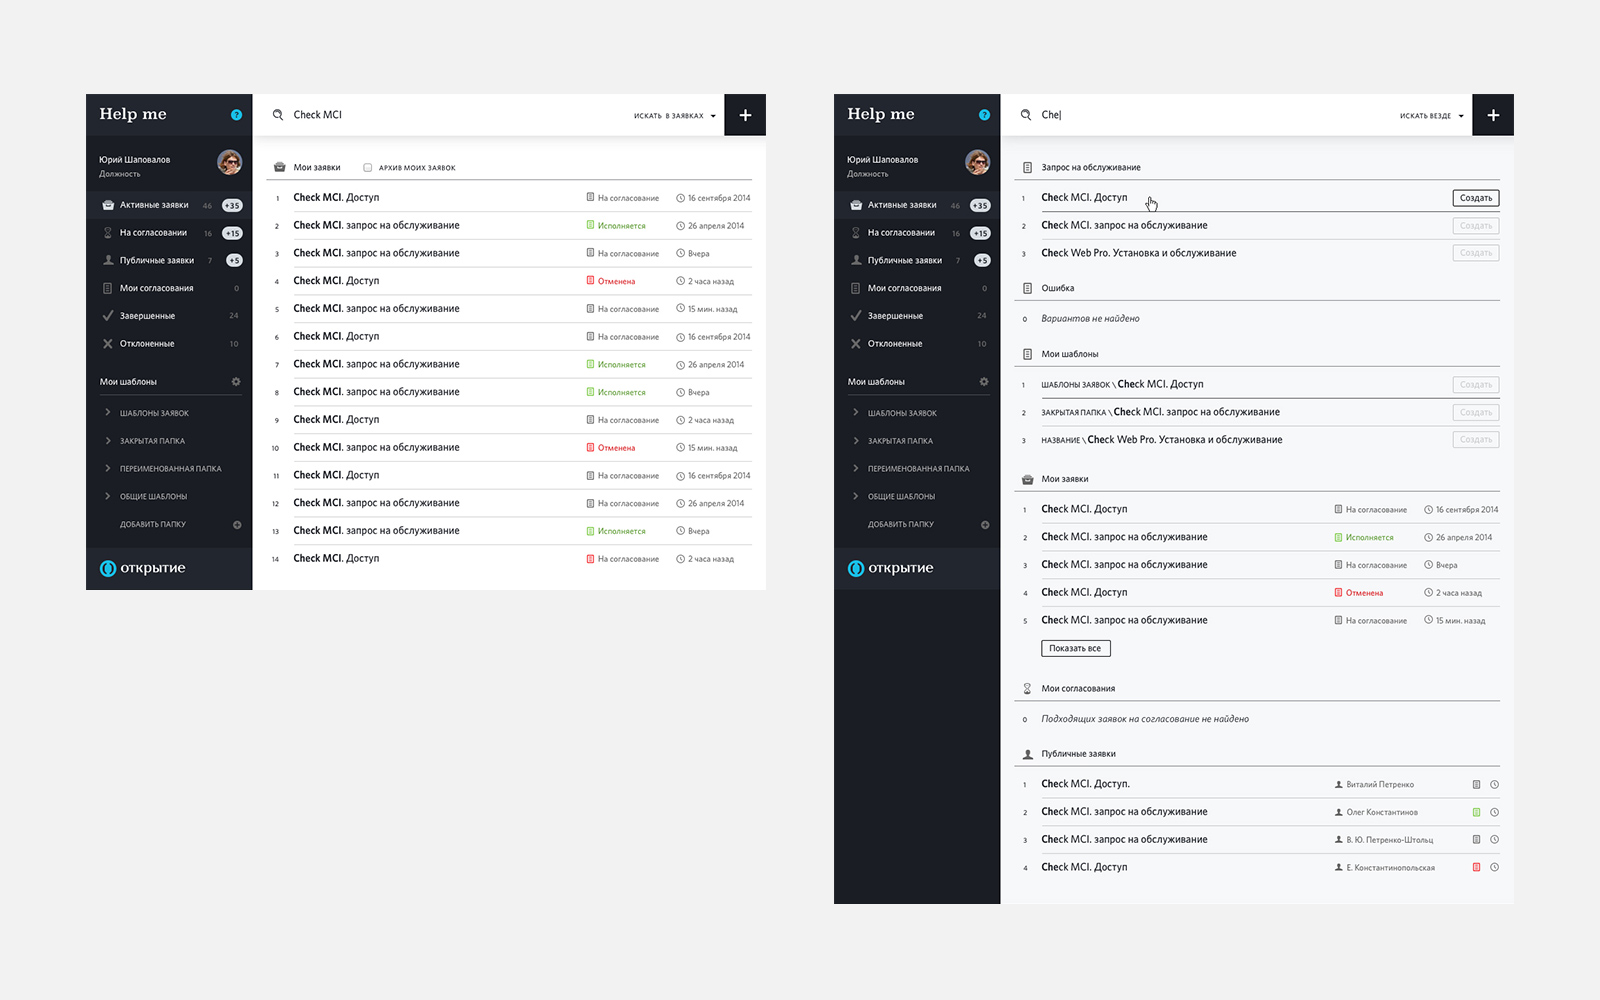 Help me
?
Юрий Шаповалов
Должность
Активные заявки 46 +35
На согласовании 16 +15
Публичные заявки 7 +5
Мои согласования 0
Завершенные 24
Отклоненные 10
Мои шаблоны
ШАБЛОНЫ ЗАЯВОК
ЗАКРЫТАЯ ПАПКА
ПЕРЕИМЕНОВАННАЯ ПАПКА
ОБЩИЕ ШАБЛОНЫ
ДОБАВИТЬ ПАПКУ
открытие
Check MCI ИСКАТЬ В ЗАЯВКАХ +
Мои заявки АРХИВ МОИХ ЗАЯВОК
1 Check MCI. Доступ На согласование 16 сентября 2014
2 Check MCI. запрос на обслуживание Исполняется 26 апреля 2014
3 Check MCI. запрос на обслуживание На согласование Вчера
4 Check MCI. Доступ Отменена 2 часа назад
5 Check MCI. запрос на обслуживание На согласование 15 мин. назад
6 Check MCI. Доступ На согласование 16 сентября 2014
7 Check MCI. запрос на обслуживание Исполняется 26 апреля 2014
8 Check MCI. запрос на обслуживание Исполняется Вчера
9 Check MCI. Доступ На согласование 2 часа назад
10 Check MCI. запрос на обслуживание Отменена 15 мин. назад
11 Check MCI. Доступ На согласование 16 сентября 2014
12 Check MCI. запрос на обслуживание На согласование 26 апреля 2014
13 Check MCI. запрос на обслуживание Исполняется Вчера
14 Check MCI. Доступ На согласование 2 часа назад
Help me
?
Юрий Шаповалов
Должность
Активные заявки 46 +35
На согласовании 16 +15
Публичные заявки 7 +5
Мои согласования 0
Завершенные 24
Отклоненные 10
Мои шаблоны
ШАБЛОНЫ ЗАЯВОК
ЗАКРЫТАЯ ПАПКА
ПЕРЕИМЕНОВАННАЯ ПАПКА
ОБЩИЕ ШАБЛОНЫ
ДОБАВИТЬ ПАПКУ
открытие
Che ИСКАТЬ ВЕЗДЕ +
Запрос на обслуживание
1 Check MCI. Доступ Создать
2 Check MCI. запрос на обслуживание Создать
3 Check Web Pro. Установка и обслуживание Создать
Ошибка
0 Вариантов не найдено
Мои шаблоны
1 ШАБЛОНЫ ЗАЯВОК \ Check MCI. Доступ Создать
2 ЗАКРЫТАЯ ПАПКА \ Check MCI. запрос на обслуживание Создать
3 НАЗВАНИЕ \ Check Web Pro. Установка и обслуживание Создать
Мои заявки
1 Check MCI. Доступ На согласование 16 сентября 2014
2 Check MCI. запрос на обслуживание Исполняется 26 апреля 2014
3 Check MCI. запрос на обслуживание На согласование Вчера
4 Check MCI. Доступ Отменена 2 часа назад
5 Check MCI. запрос на обслуживание На согласование 15 мин. назад
Показать все
Мои согласования
0 Подходящих заявок на согласование не найдено
Публичные заявки
1 Check MCI. Доступ. Виталий Петренко
2 Check MCI. запрос на обслуживание Олег Константинов
3 Check MCI. запрос на обслуживание В. Ю. Петренко-Штольц
4 Check MCI. Доступ Е. Константинопольская